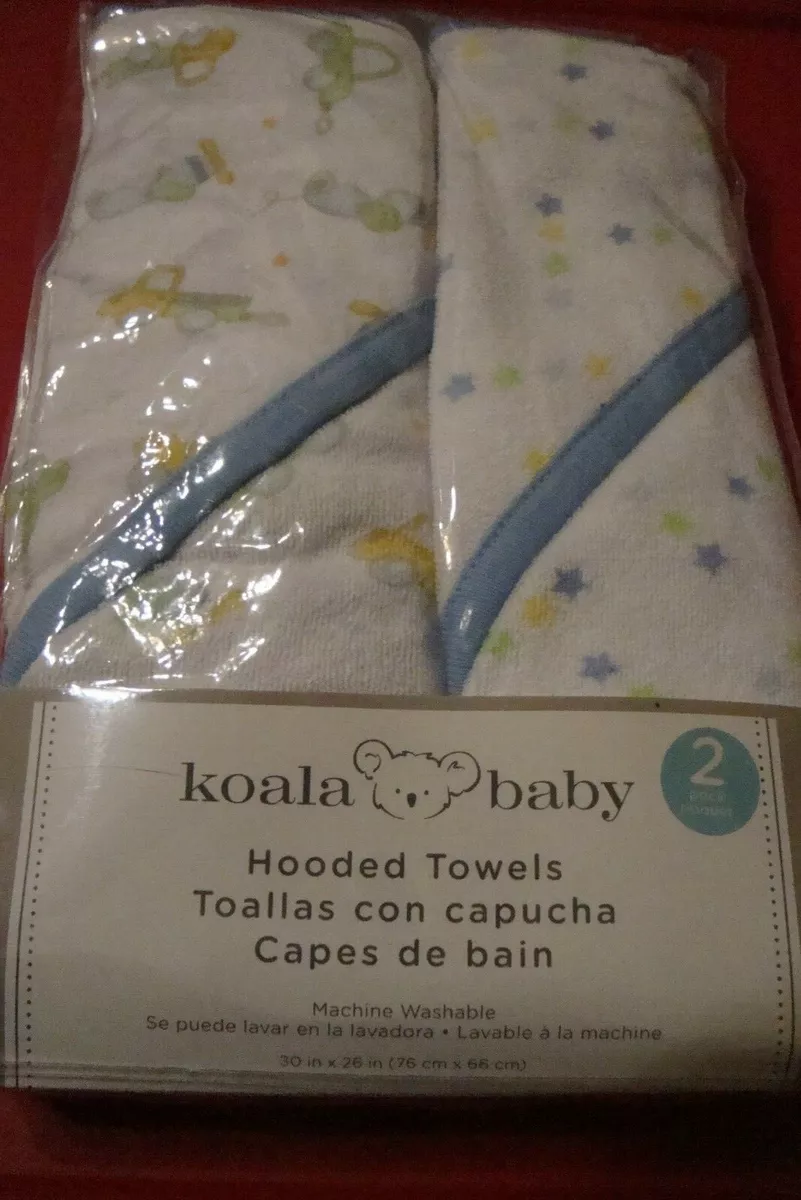 koala baby
2
pack
Hooded Towels
Toallas con capucha
Capes de bain
Machine Washable
Se puede lavar en la lavadora • Lavable à la machine
30 in x 26 in (76 cm x 66 cm)